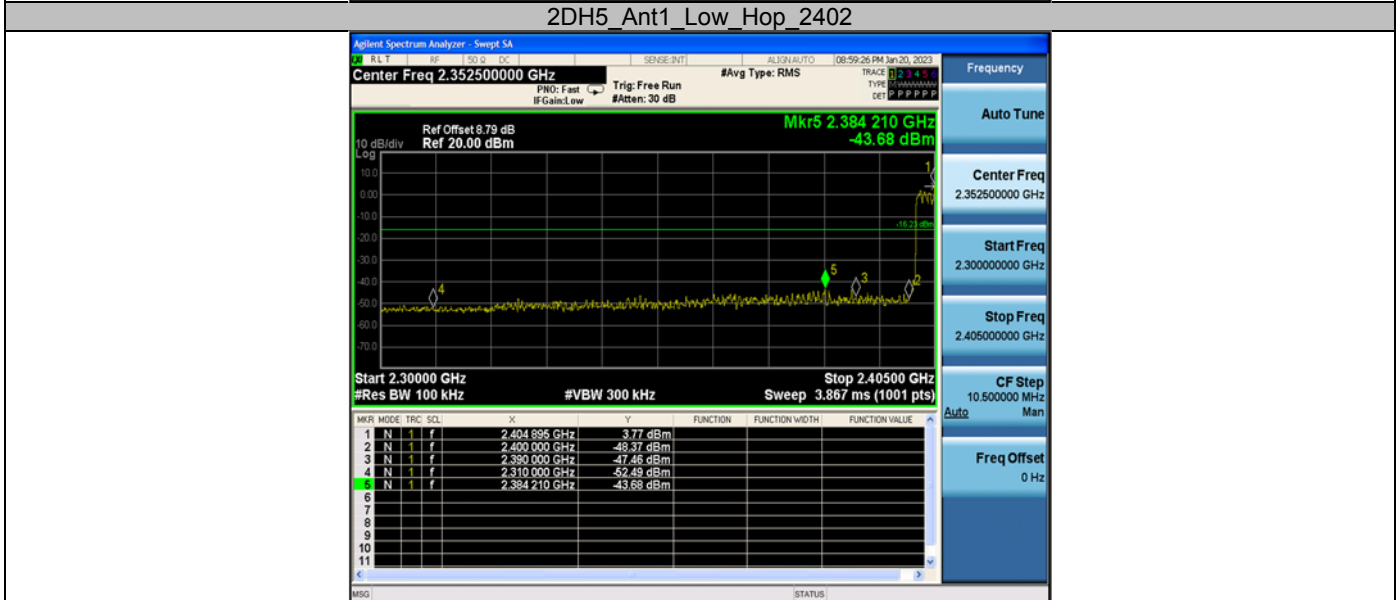 2DH5_Ant1_Low_Hop_2402
Agilent Spectrum Analyzer - Swept SA
RLT RF 50 Ω DC SENSE:INT ALIGN AUTO 08:59:26 PM Jan 20, 2023
Center Freq 2.352500000 GHz
PNO: Fast
IFGain:Low
Trig: Free Run
#Atten: 30 dB
#Avg Type: RMS
TRACE 1 2 3 4 5 6
TYPE
DET P P P P P P
Mkr5 2.384 210 GHz
-43.68 dBm
Ref Offset 8.79 dB
10 dB/div Ref 20.00 dBm
Log
10.0
0.00
-10.0
-20.0
-30.0
-40.0
-50.0
-60.0
-70.0
-16.23 dBm
1
2
3
4
5
Start 2.30000 GHz Stop 2.40500 GHz
#Res BW 100 kHz #VBW 300 kHz Sweep 3.867 ms (1001 pts)
MKR MODE TRC SCL X Y FUNCTION FUNCTION WIDTH FUNCTION VALUE
1 N 1 f 2.404 895 GHz 3.77 dBm
2 N 1 f 2.400 000 GHz -48.37 dBm
3 N 1 f 2.390 000 GHz -47.46 dBm
4 N 1 f 2.310 000 GHz -52.49 dBm
5 N 1 f 2.384 210 GHz -43.68 dBm
6
7
8
9
10
11
MSG STATUS
Frequency
Auto Tune
Center Freq
2.352500000 GHz
Start Freq
2.300000000 GHz
Stop Freq
2.405000000 GHz
CF Step
10.500000 MHz
Auto Man
Freq Offset
0 Hz